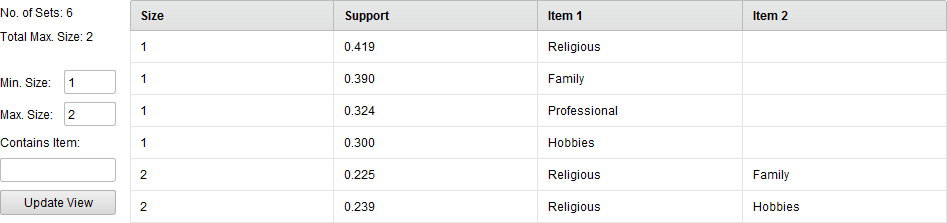 No. of Sets: 6
Total Max. Size: 2
Min. Size: 1
Max. Size: 2
Contains Item:
Update View
Size Support Item 1 Item 2
1 0.419 Religious
1 0.390 Family
1 0.324 Professional
1 0.300 Hobbies
2 0.225 Religious Family
2 0.239 Religious Hobbies